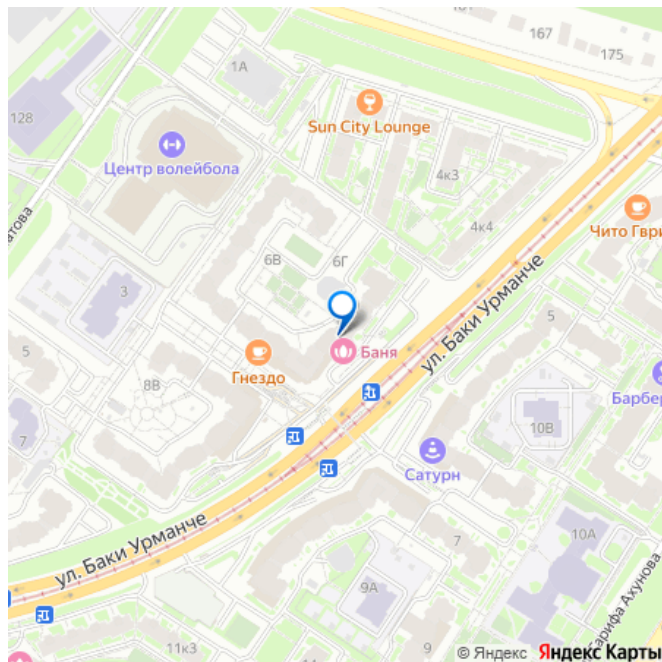 161
167
175
1А
Sun City Lounge
128
Центр волейбола
4к3
4к4
Чито Гври
6В
6Г
3
5
5
ул. Баки Урманче
Баня
Гнездо
8В
Барбер
10В
7
Сатурн
ул. Баки Урманче
7
10А
9А
11к3
9
Гарифа Ахунова
© Яндекс Яндекс Карты